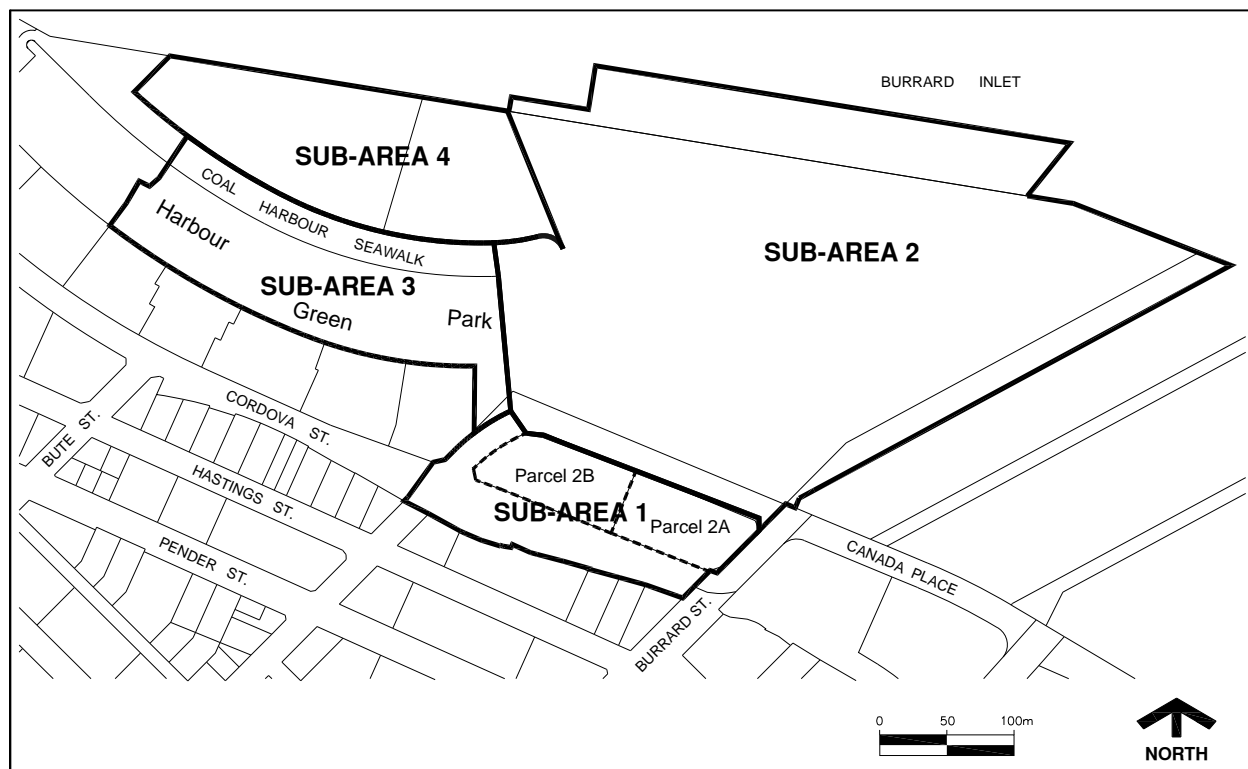 BURRARD INLET
SUB-AREA 4
COAL HARBOUR SEAWALK
Harbour
SUB-AREA 2
SUB-AREA 3
Green
Park
CORDOVA ST.
BUTE ST.
HASTINGS ST.
Parcel 2B
SUB-AREA 1
Parcel 2A
PENDER ST.
CANADA PLACE
BURRARD ST.
0 50 100m
NORTH